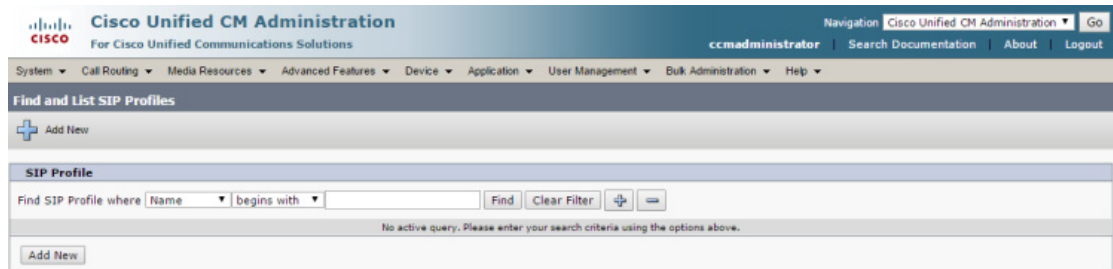 Cisco Unified CM Administration
CISCO
For Cisco Unified Communications Solutions
Navigation Cisco Unified CM Administration Go
ccmadministrator Search Documentation About Logout
System Call Routing Media Resources Advanced Features Device Application User Management Bulk Administration Help
Find and List SIP Profiles
Add New
SIP Profile
Find SIP Profile where Name begins with Find Clear Filter
No active query. Please enter your search criteria using the options above.
Add New